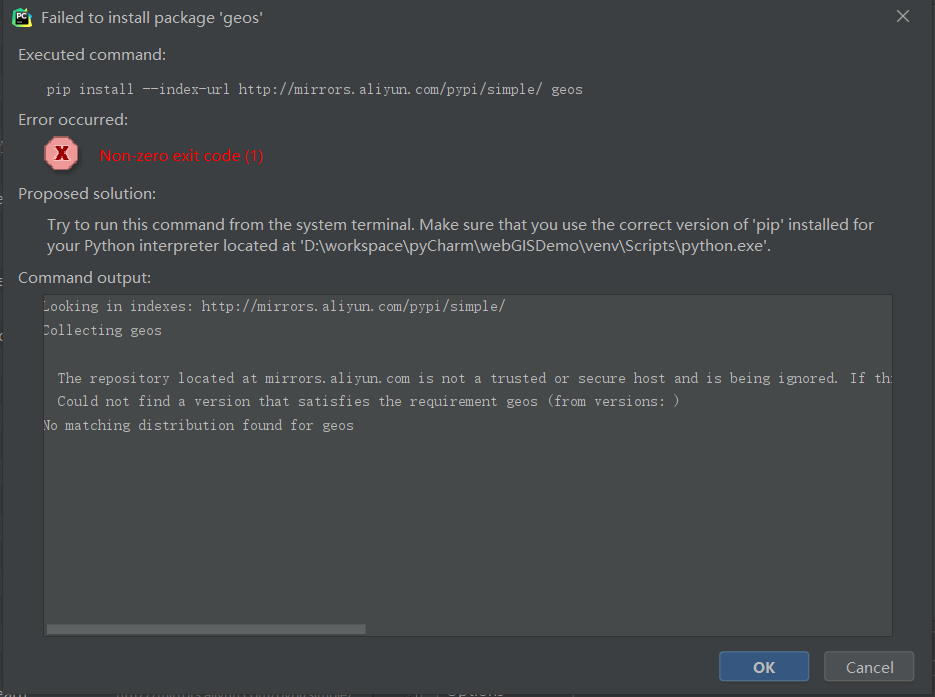 PC
Failed to install package 'geos'
Executed command:
pip install --index-url http://mirrors.aliyun.com/pypi/simple/ geos
Error occurred:
X
Non-zero exit code (1)
Proposed solution:
Try to run this command from the system terminal. Make sure that you use the correct version of 'pip' installed for
your Python interpreter located at 'D:\workspace\pyCharm\webGISDemo\venv\Scripts\python.exe'.
Command output:
Looking in indexes: http://mirrors.aliyun.com/pypi/simple/
Collecting geos
The repository located at mirrors.aliyun.com is not a trusted or secure host and is being ignored. If thi
Could not find a version that satisfies the requirement geos (from versions: )
No matching distribution found for geos
OK
Cancel